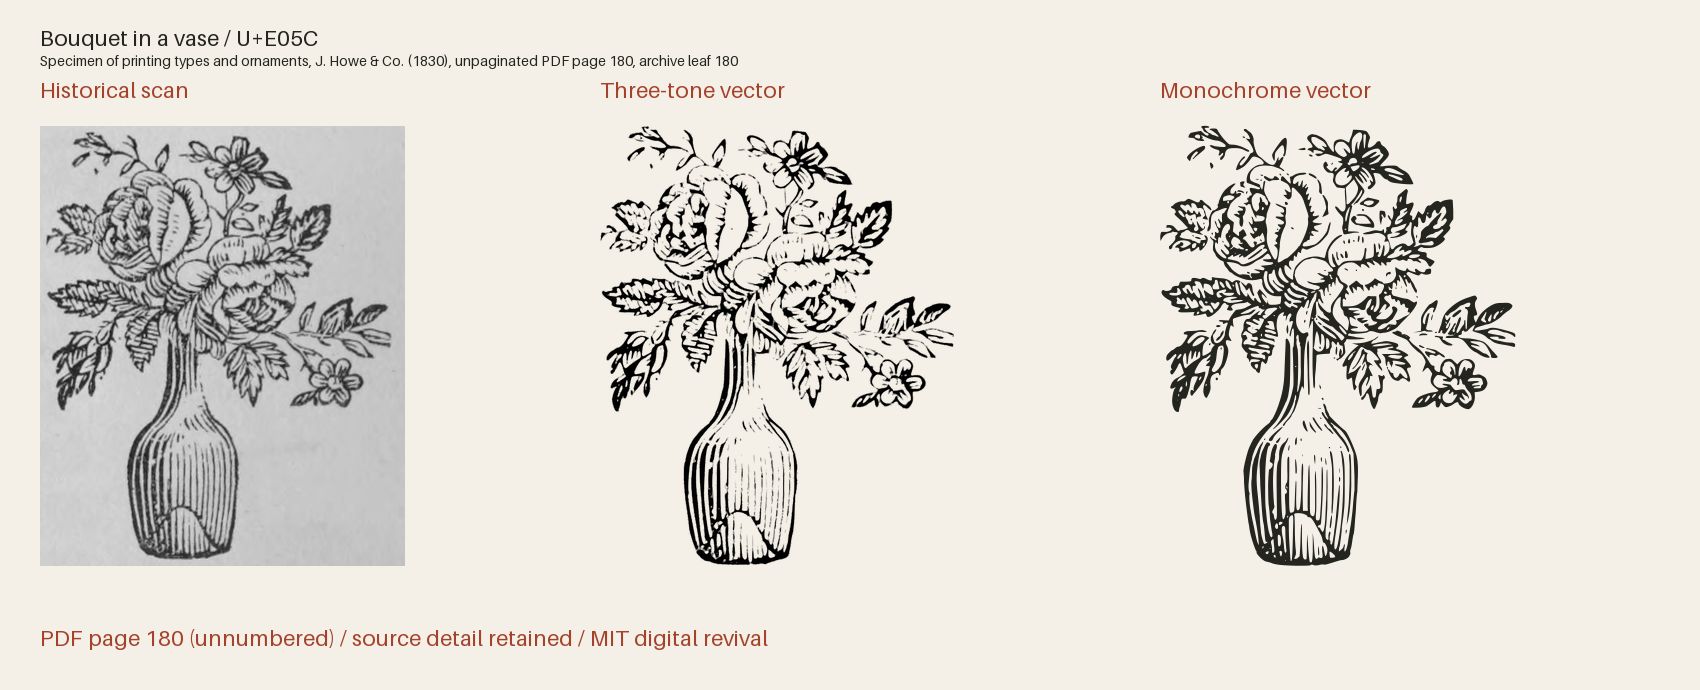 Bouquet in a vase / U+E05C
Specimen of printing types and ornaments, J. Howe & Co. (1830), unpaginated PDF page 180, archive leaf 180
Historical scan
Three-tone vector
Monochrome vector
PDF page 180 (unnumbered) / source detail retained / MIT digital revival